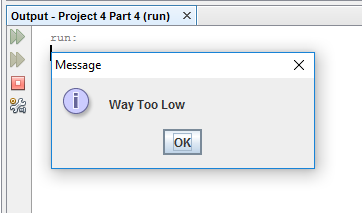 Output - Project 4 Part 4 (run)
run:
Message
Way Too Low
OK